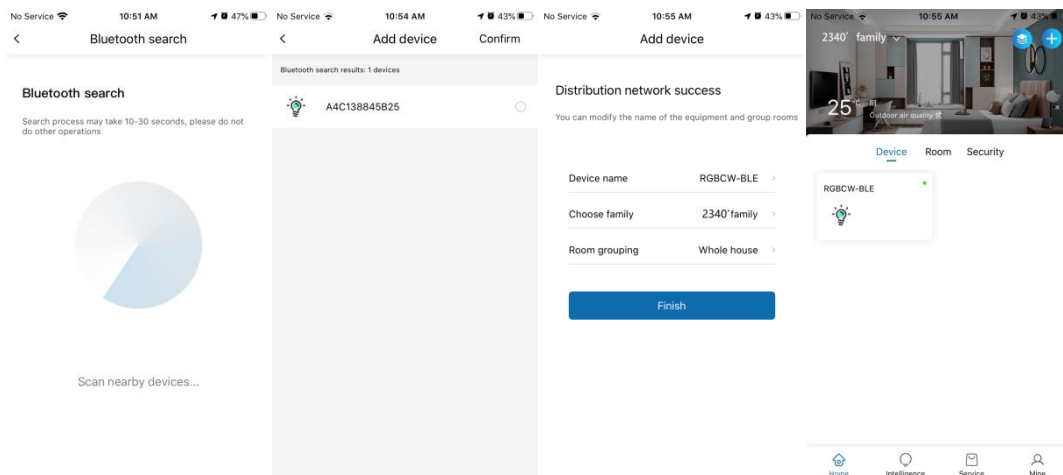 No Service
10:51 AM
47%
Bluetooth search
Bluetooth search
Search process may take 10-30 seconds, please do not
do other operations
Scan nearby devices...
No Service
10:54 AM
43%
Add device
Confirm
Bluetooth search results: 1 devices
A4C138845B25
No Service
10:55 AM
43%
Add device
Distribution network success
You can modify the name of the equipment and group rooms
Device name
RGBCW-BLE
Choose family
2340'family
Room grouping
Whole house
Finish
No Service
10:55 AM
43%
2340' family
25°C
Outdoor air quality 优
Device
Room
Security
RGBCW-BLE
Home
Intelligence
Service
Mine